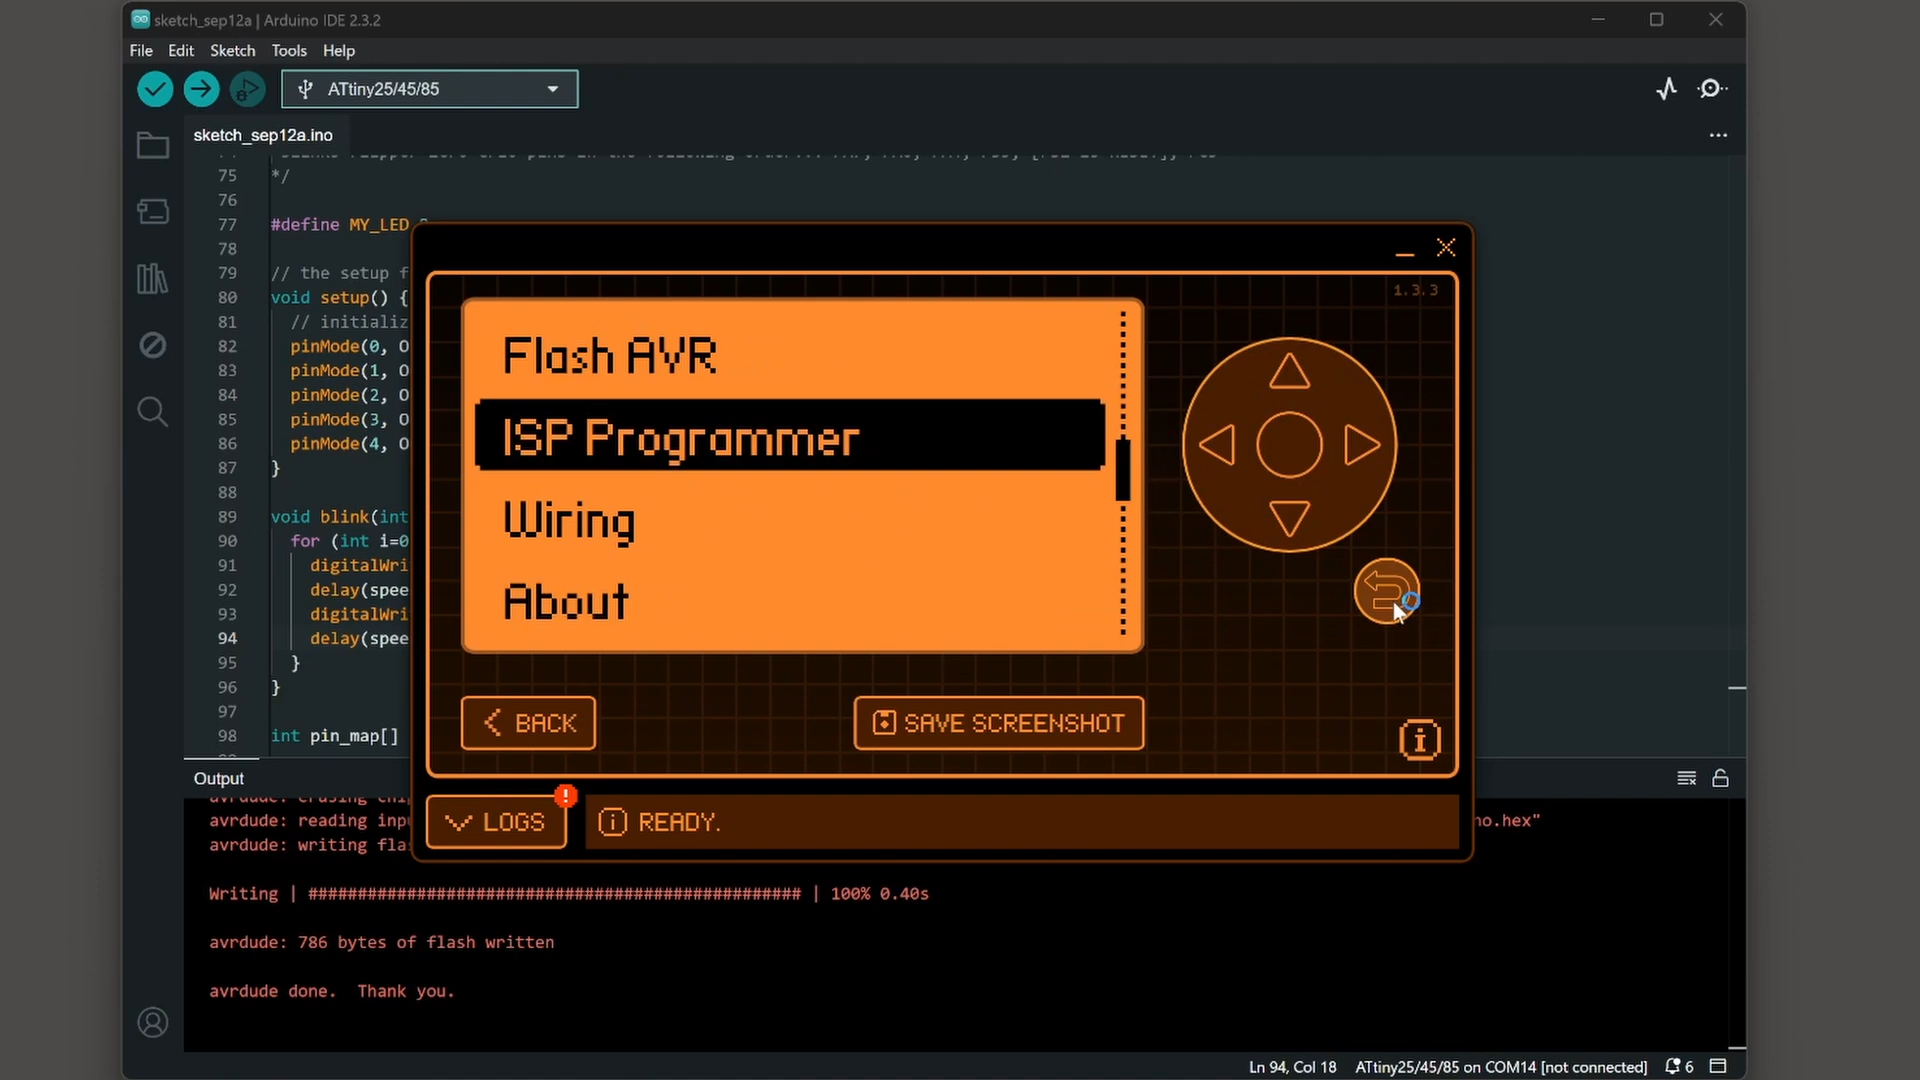 sketch_sep12a | Arduino IDE 2.3.2
File Edit Sketch Tools Help
ATtiny25/45/85
sketch_sep12a.ino
75 */
76
77 #define MY_LED
78
79 // the setup f
80 void setup() {
81 // initializ
82 pinMode(0, O
83 pinMode(1, O
84 pinMode(2, O
85 pinMode(3, O
86 pinMode(4, O
87 }
88
89 void blink(int
90 for (int i=0
91 digitalWri
92 delay(spee
93 digitalWri
94 delay(spee
95 }
96 }
97
98 int pin_map[]
1.3.3
Flash AVR
ISP Programmer
Wiring
About
BACK
SAVE SCREENSHOT
LOGS
READY.
Output
avrdude: erasing chip
avrdude: reading inpu
no.hex"
avrdude: writing fla
Writing | ################################################## | 100% 0.40s
avrdude: 786 bytes of flash written
avrdude done. Thank you.
Ln 94, Col 18 ATtiny25/45/85 on COM14 [not connected] 6